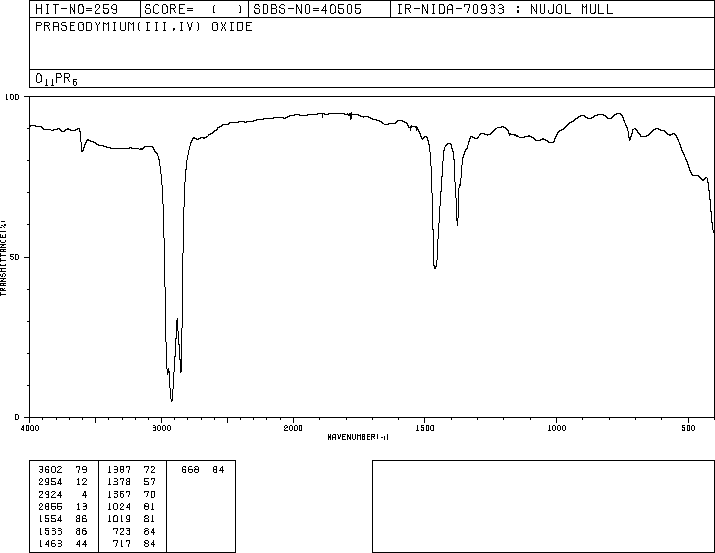 HIT-NO=259 SCORE= ( ) SDBS-NO=40505 IR-NIDA-70933 : NUJOL MULL
PRASEODYMIUM(III,IV) OXIDE
O11PR6
100
50
0
TRANSMITTANCE(%)
4000 3000 2000 1500 1000 500
WAVENUMBER(-1)
3602 79 1387 72 668 84
2954 12 1378 57
2924 4 1367 70
2855 13 1024 81
1554 86 1019 81
1533 86 723 84
1463 44 717 84